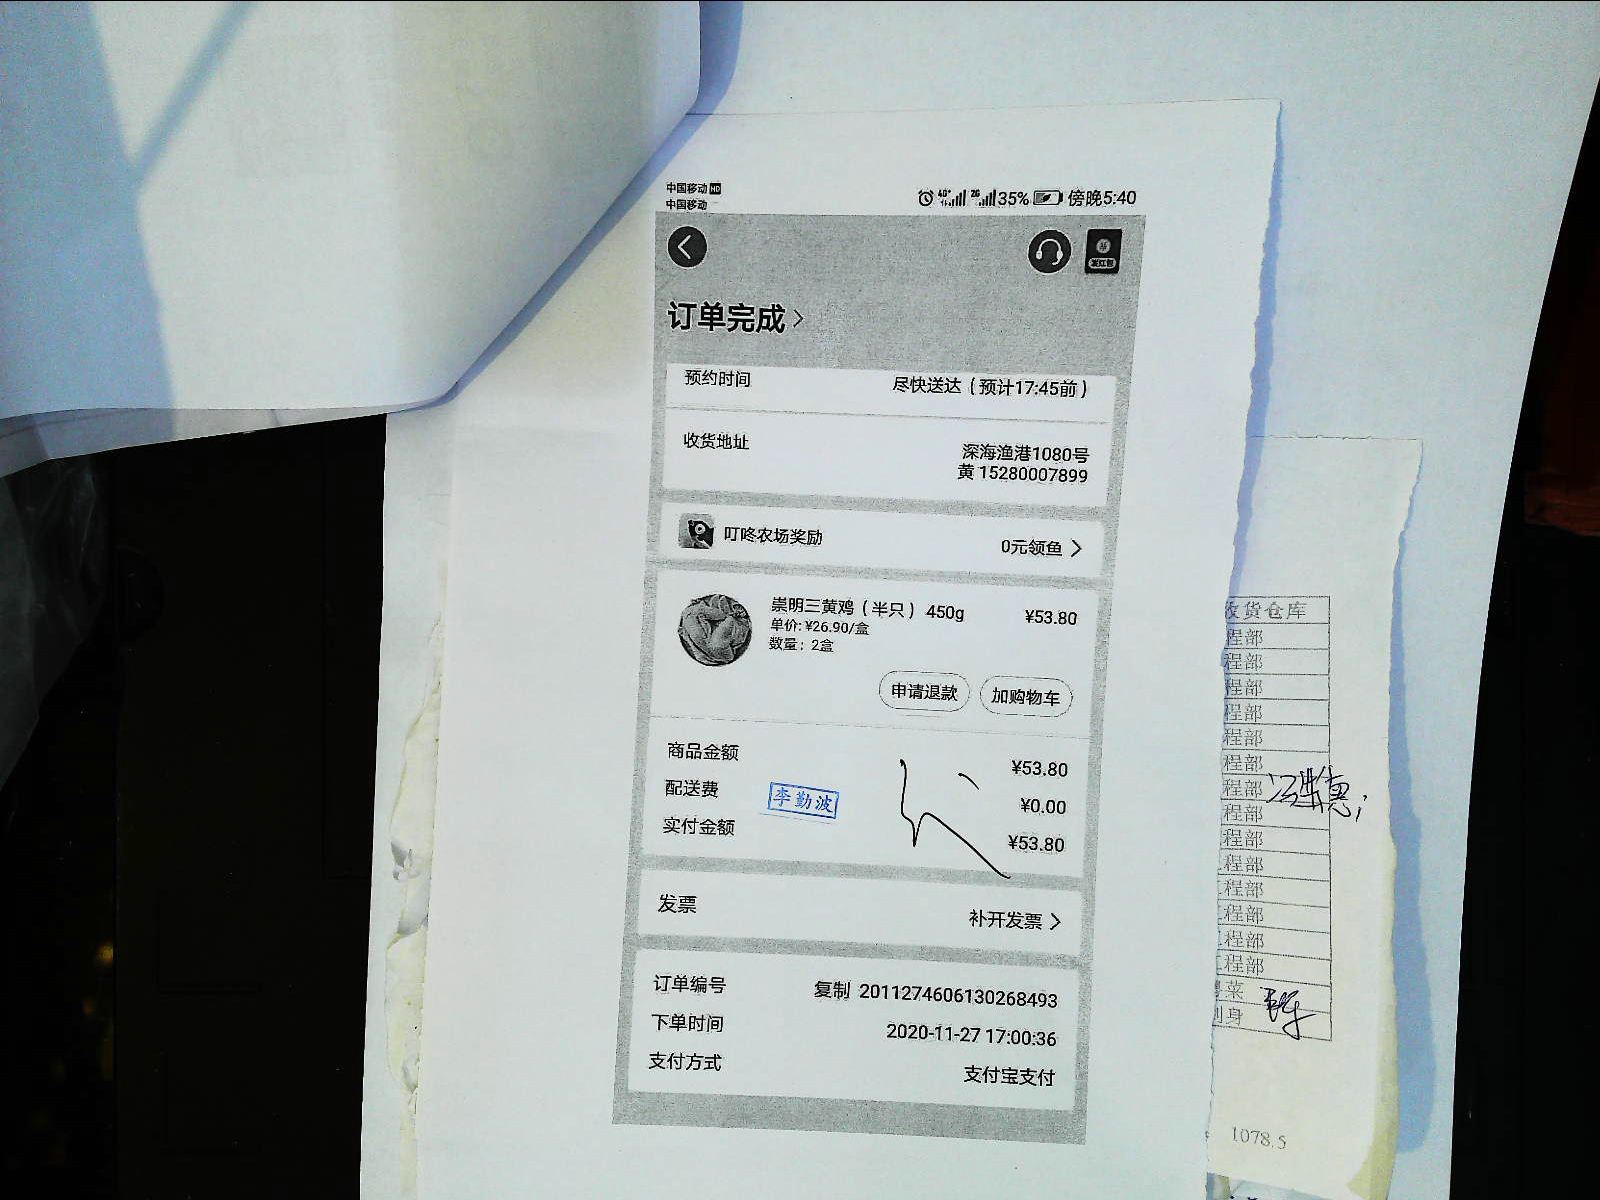 中国移动 HD
中国移动
35% 傍晚5:40
订单完成 >
预约时间 尽快送达（预计17:45前）
收货地址 深海渔港1080号
黄 15280007899
叮咚农场奖励 0元领鱼 >
崇明三黄鸡（半只）450g ¥53.80
单价: ¥26.90/盒
数量：2盒
申请退款 加购物车
商品金额 ¥53.80
配送费 ¥0.00
李勤波
实付金额 ¥53.80
发票 补开发票 >
订单编号 复制 2011274606130268493
下单时间 2020-11-27 17:00:36
支付方式 支付宝支付
收货仓库
程部
程部
程部
程部
程部
程部
程部
程部
程部
程部
工程部
工程部
工程部
工程部
菜
身
1078.5